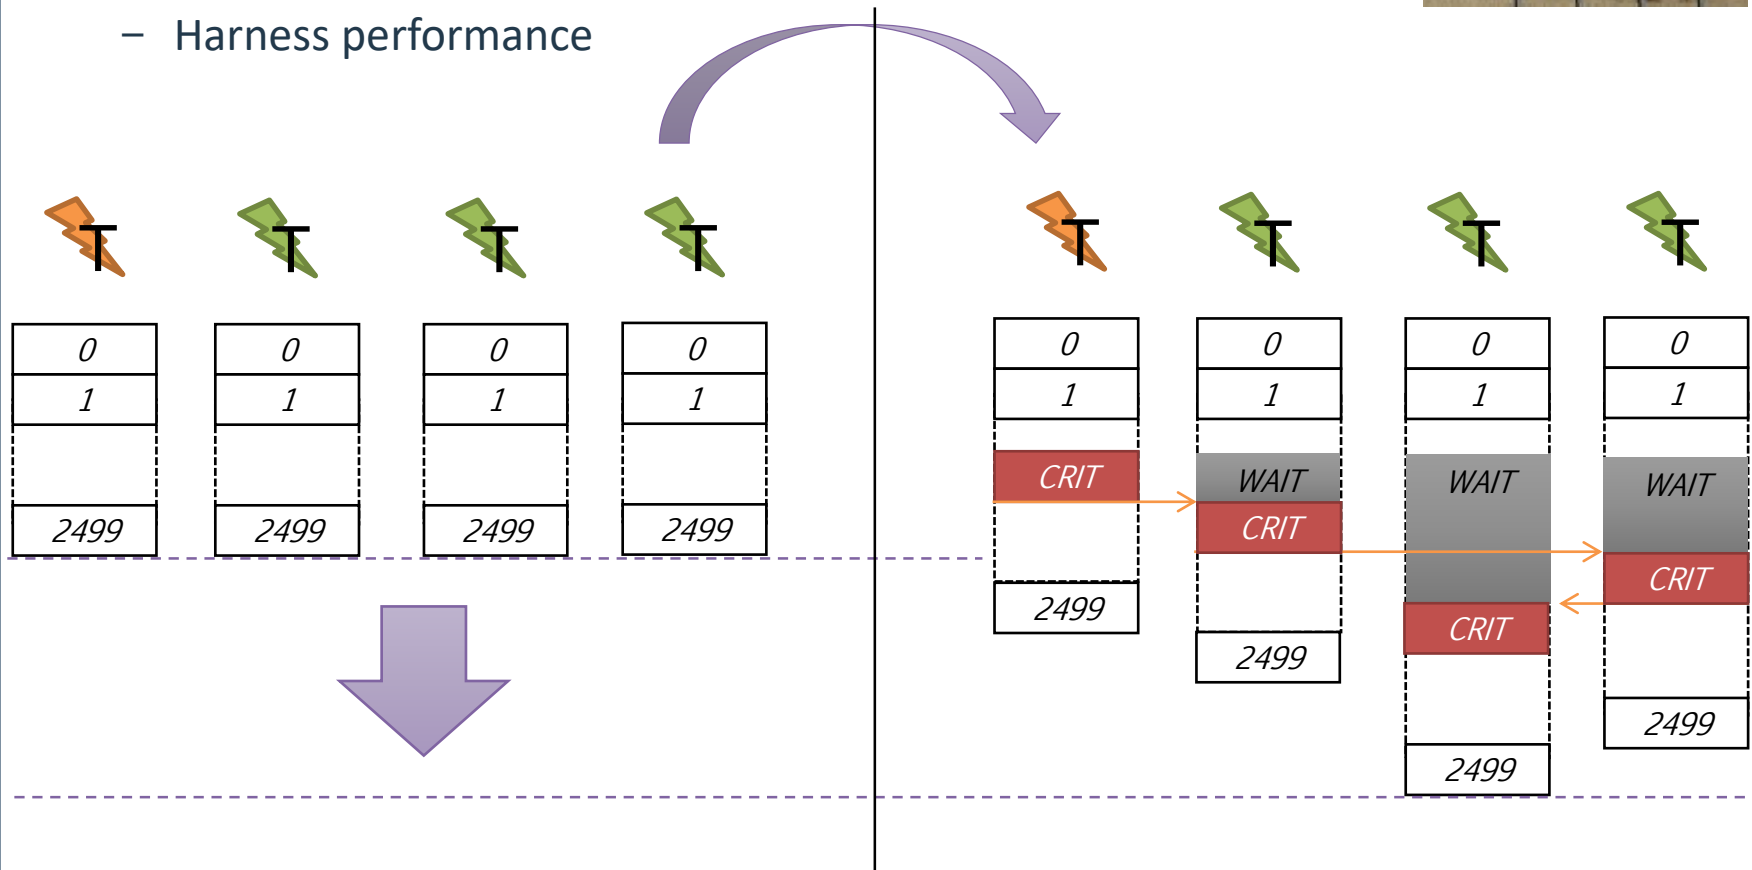 – Harness performance
T T T T
0 0 0 0
1 1 1 1
2499 2499 2499 2499
T T T T
0 0 0 0
1 1 1 1
CRIT WAIT WAIT WAIT
CRIT
CRIT
2499 CRIT
2499
2499
2499